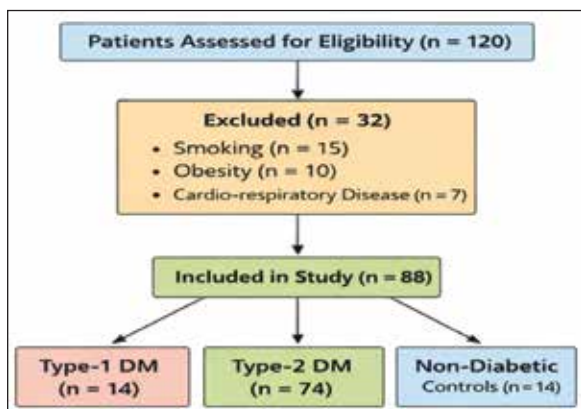 Patients Assessed for Eligibility (n = 120)
Excluded (n = 32)
• Smoking (n = 15)
• Obesity (n = 10)
• Cardio-respiratory Disease (n = 7)
Included in Study (n = 88)
Type-1 DM
(n = 14)
Type-2 DM
(n = 74)
Non-Diabetic
Controls (n = 14)